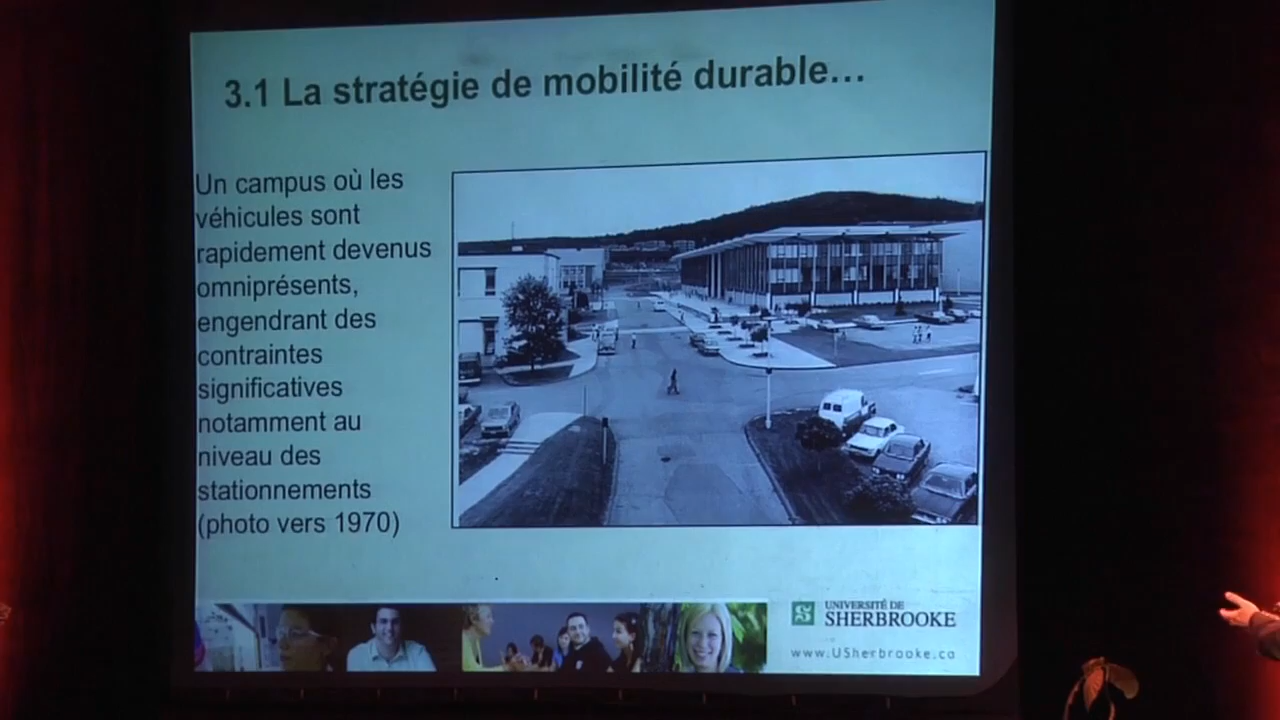 3.1 La stratégie de mobilité durable...
Un campus où les
véhicules sont
rapidement devenus
omniprésents,
engendrant des
contraintes
significatives
notamment au
niveau des
stationnements
(photo vers 1970)
UNIVERSITÉ DE
SHERBROOKE
www.USherbrooke.ca